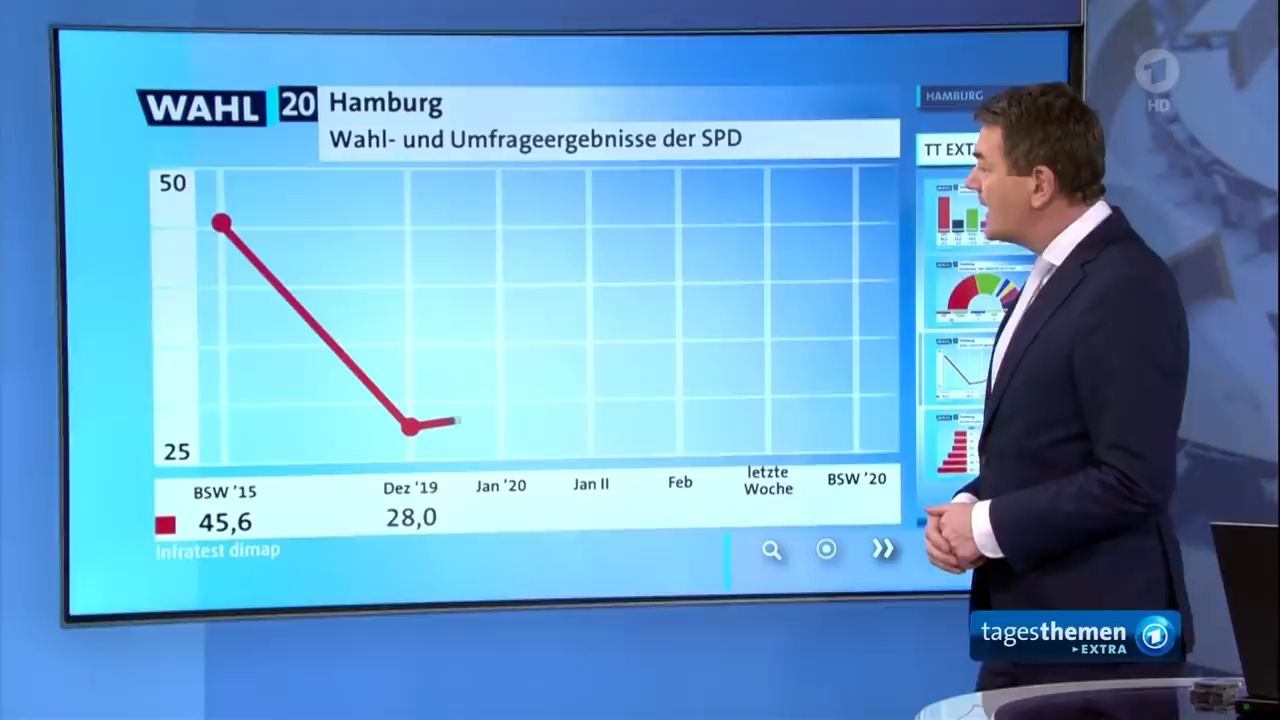 WAHL 20 Hamburg
Wahl- und Umfrageergebnisse der SPD
HAMBURG
TT EXT
50
25
BSW '15
Dez '19
Jan '20
Jan II
Feb
letzte
Woche
BSW '20
45,6
28,0
infratest dimap
1
HD
tagesthemen
EXTRA